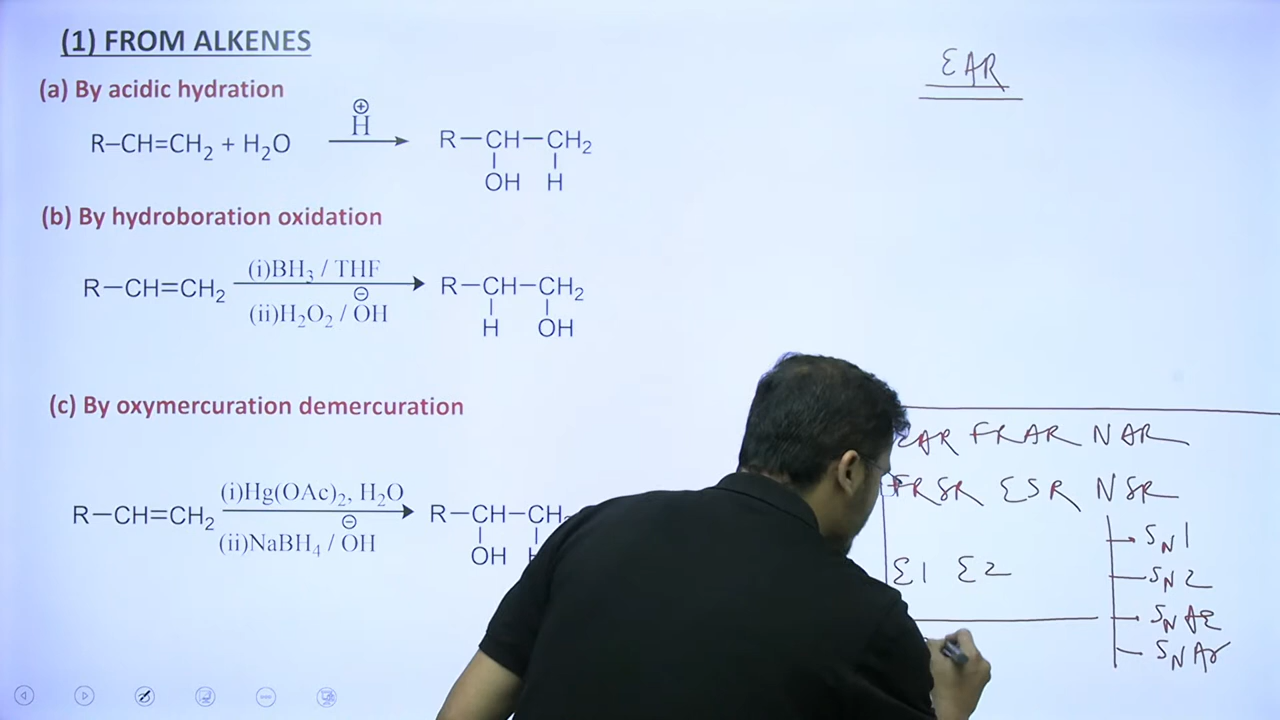 (1) FROM ALKENES
(a) By acidic hydration
R–CH=CH₂ + H₂O
⊕
H
R–CH–CH₂
OH H
(b) By hydroboration oxidation
R–CH=CH₂
(i)BH₃ / THF
(ii)H₂O₂ / ⊖OH
R–CH–CH₂
H OH
(c) By oxymercuration demercuration
R–CH=CH₂
(i)Hg(OAc)₂, H₂O
(ii)NaBH₄ / ⊖OH
R–CH–CH
OH
EAR
EAR FRAR NAR
FRSR ESR NSR
SN1
E1 E2
SN2
SNAE
SNAr